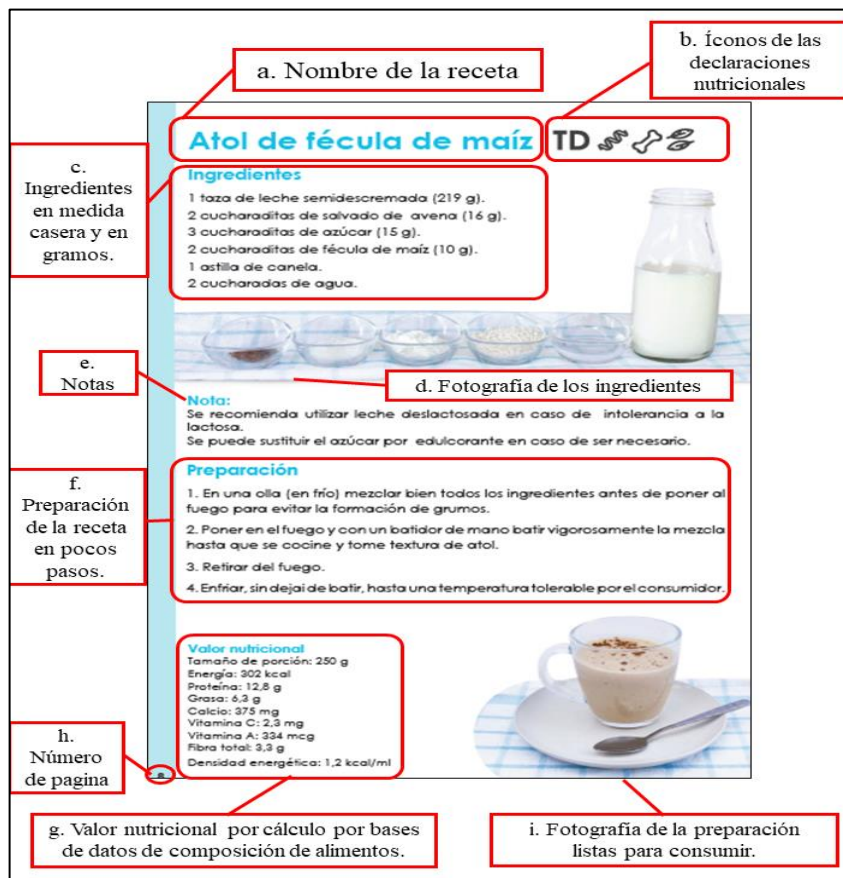 a. Nombre de la receta
b. Íconos de las
declaraciones
nutricionales
Atol de fécula de maíz TD
c.
Ingredientes
en medida
casera y en
gramos.
Ingredientes
1 taza de leche semidescremada (219 g).
2 cucharaditas de salvado de avena (16 g).
3 cucharaditas de azúcar (15 g).
2 cucharaditas de fécula de maíz (10 g).
1 astilla de canela.
2 cucharadas de agua.
e.
Notas
d. Fotografía de los ingredientes
Nota:
Se recomienda utilizar leche deslactosada en caso de intolerancia a la
lactosa.
Se puede sustituir el azúcar por edulcorante en caso de ser necesario.
f.
Preparación
de la receta
en pocos
pasos.
Preparación
1. En una olla (en frío) mezclar bien todos los ingredientes antes de poner al
fuego para evitar la formación de grumos.
2. Poner en el fuego y con un batidor de mano batir vigorosamente la mezcla
hasta que se cocine y tome textura de atol.
3. Retirar del fuego.
4. Enfriar, sin dejai de batir, hasta una temperatura tolerable por el consumidor.
Valor nutricional
Tamaño de porción: 250 g
Energía: 302 kcal
Proteína: 12,8 g
Grasa: 6,3 g
Calcio: 375 mg
Vitamina C: 2,3 mg
Vitamina A: 334 mcg
Fibra total: 3,3 g
Densidad energética: 1,2 kcal/ml
h.
Número
de pagina
g. Valor nutricional por cálculo por bases
de datos de composición de alimentos.
i. Fotografía de la preparación
listas para consumir.